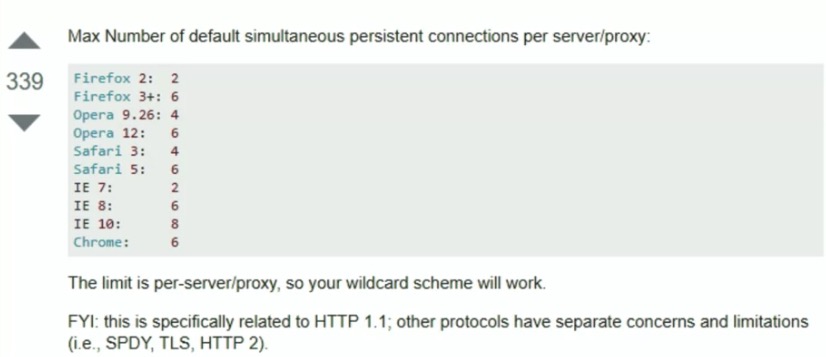 Max Number of default simultaneous persistent connections per server/proxy:
339
Firefox 2: 2
Firefox 3+: 6
Opera 9.26: 4
Opera 12: 6
Safari 3: 4
Safari 5: 6
IE 7: 2
IE 8: 6
IE 10: 8
Chrome: 6
The limit is per-server/proxy, so your wildcard scheme will work.
FYI: this is specifically related to HTTP 1.1; other protocols have separate concerns and limitations
(i.e., SPDY, TLS, HTTP 2).